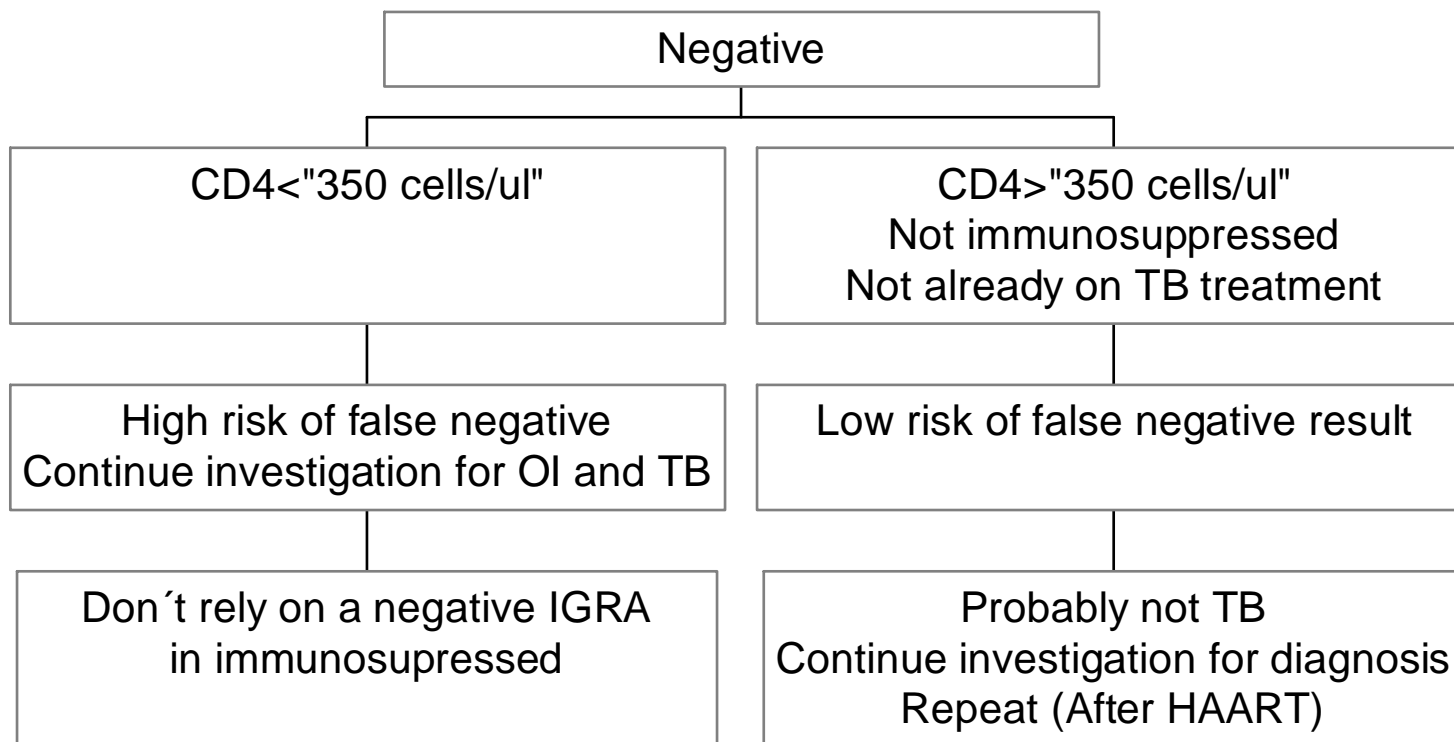 Negative
CD4<"350 cells/ul"
CD4>"350 cells/ul"
Not immunosuppressed
Not already on TB treatment
High risk of false negative
Continue investigation for OI and TB
Low risk of false negative result
Don´t rely on a negative IGRA
in immunosupressed
Probably not TB
Continue investigation for diagnosis
Repeat (After HAART)